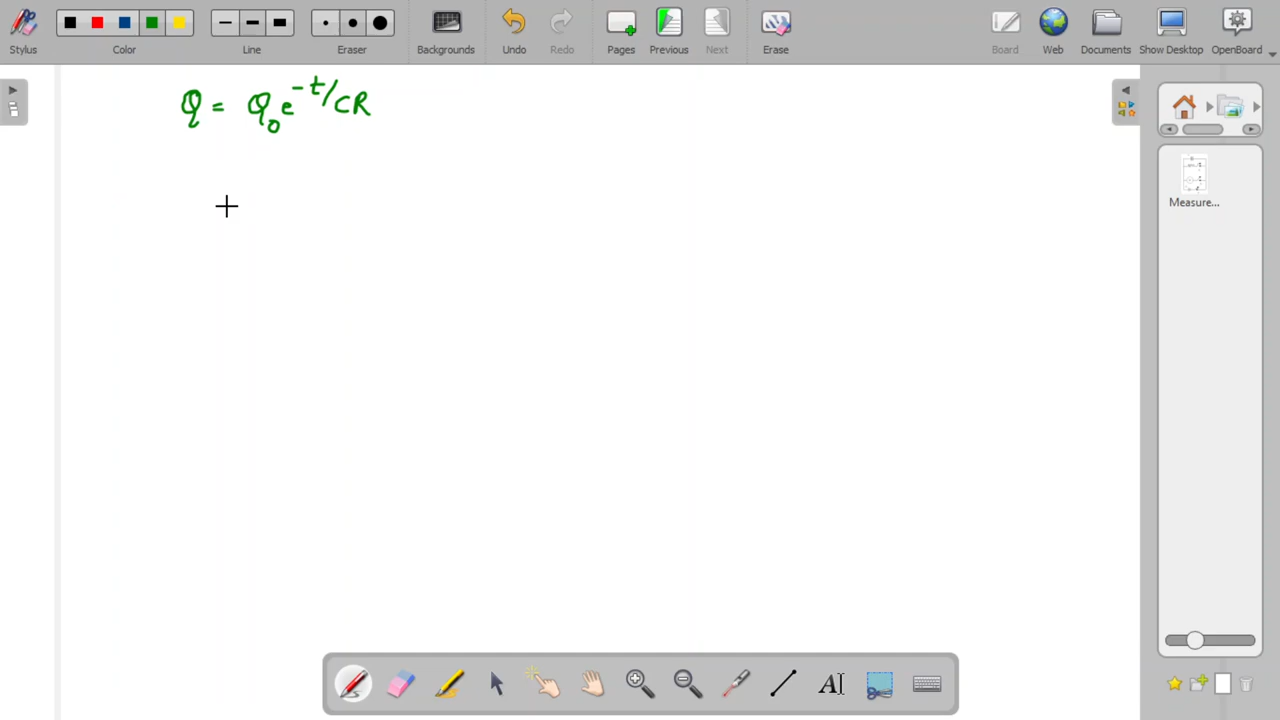 Stylus
Color
Line
Eraser
Backgrounds
Undo
Redo
Pages
Previous
Next
Erase
Board
Web
Documents
Show Desktop
OpenBoard
Q = Q₀e^(-t/CR)
Measure...